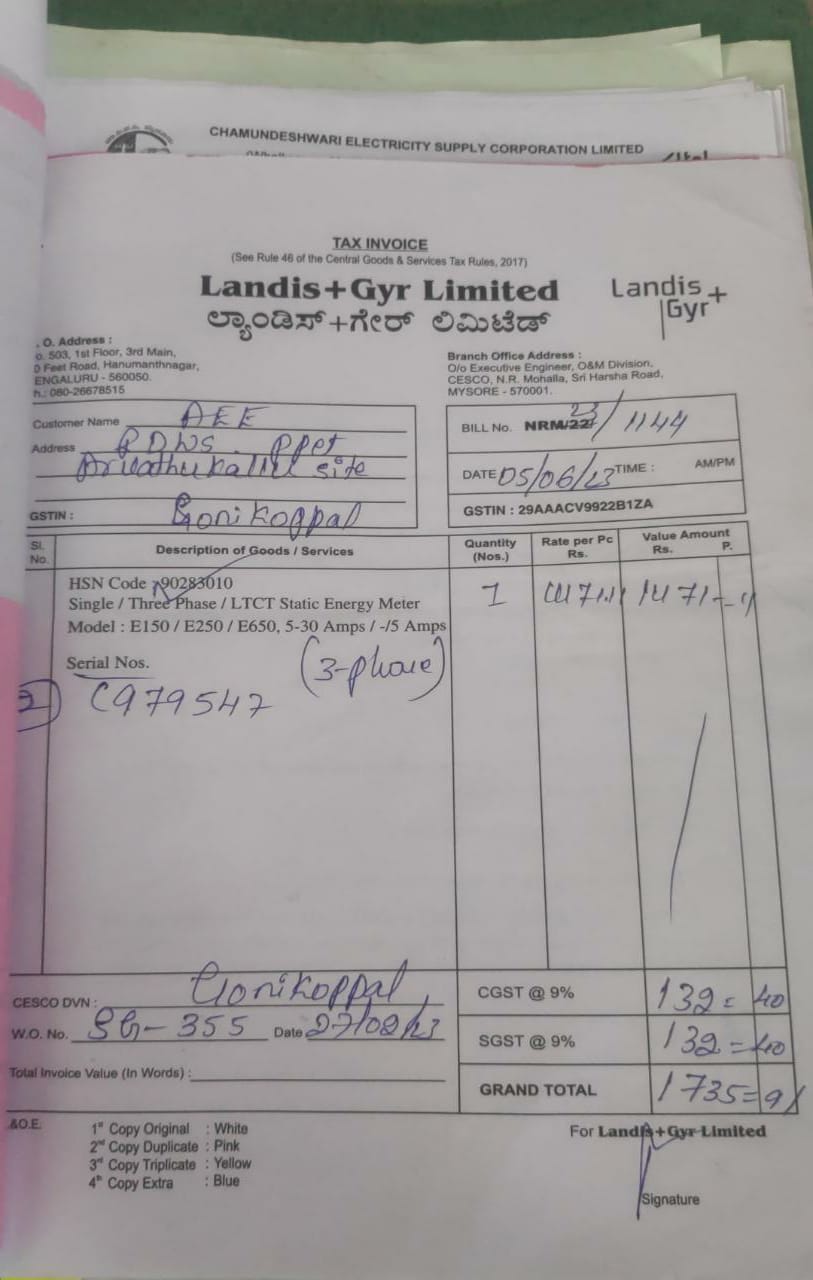 CHAMUNDESHWARI ELECTRICITY SUPPLY CORPORATION LIMITED
TAX INVOICE
(See Rule 46 of the Central Goods & Services Tax Rules, 2017)
Landis+Gyr Limited
Landis+
Gyr
ಲ್ಯಾಂಡಿಸ್+ಗೇರ್ ಲಿಮಿಟೆಡ್
. O. Address :
o. 503, 1st Floor, 3rd Main,
0 Feet Road, Hanumanthnagar,
ENGALURU - 560050.
h.: 080-26678515
Branch Office Address :
O/o Executive Engineer, O&M Division,
CESCO, N.R. Mohalla, Sri Harsha Road,
MYSORE - 570001.
Customer Name AEE
Address RDWS
site
GSTIN : Gonikoppal
BILL No. NRM/22/ 23/1144
DATE 05/06/23 TIME : AM/PM
GSTIN : 29AAACV9922B1ZA
Sl. No. Description of Goods / Services Quantity (Nos.) Rate per Pc Rs. Value Amount Rs. P.
HSN Code : 90283010
Single / Three Phase / LTCT Static Energy Meter 1
Model : E150 / E250 / E650, 5-30 Amps / -/5 Amps
Serial Nos. (3-phase)
C979547
CESCO DVN : Gonikoppal
W.O. No. SG-355 Date 27/02/23
Total Invoice Value (In Words) :
CGST @ 9% 132=40
SGST @ 9% 132=40
GRAND TOTAL 1735=91
.&O.E.
1st Copy Original : White
2nd Copy Duplicate : Pink
3rd Copy Triplicate : Yellow
4th Copy Extra : Blue
For Landis+Gyr Limited
Signature